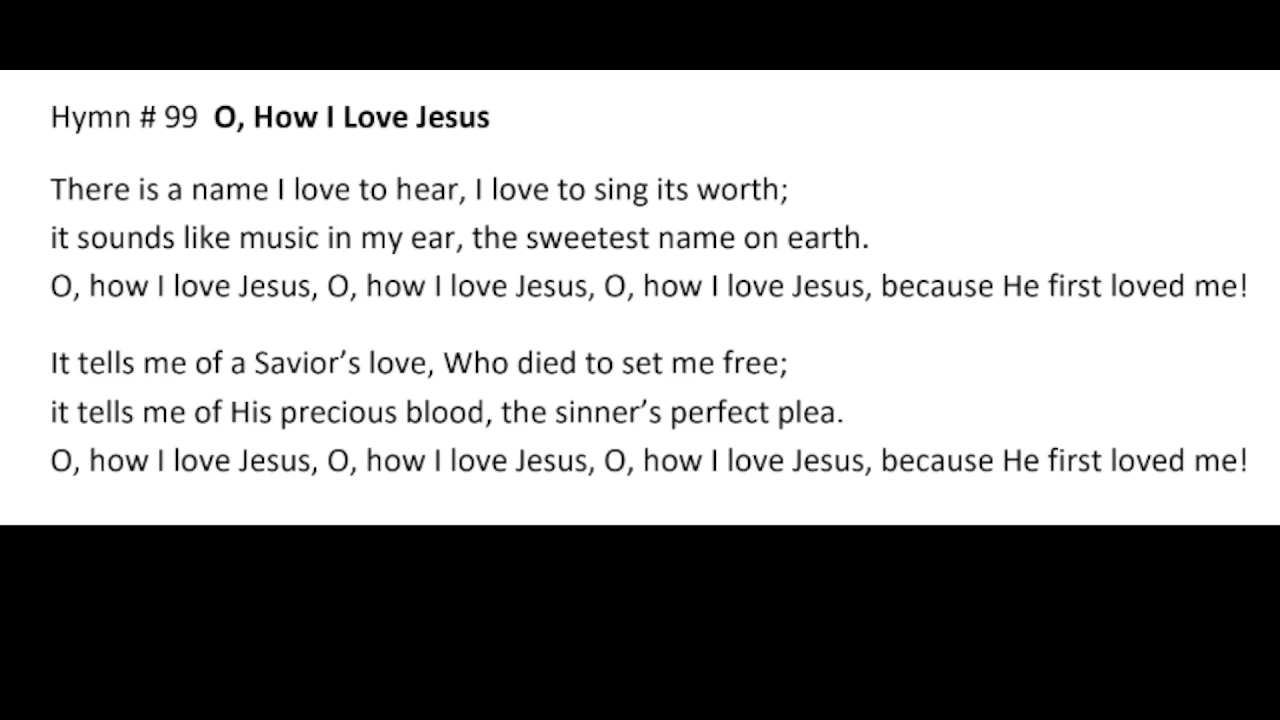 Hymn # 99 O, How I Love Jesus
There is a name I love to hear, I love to sing its worth;
it sounds like music in my ear, the sweetest name on earth.
O, how I love Jesus, O, how I love Jesus, O, how I love Jesus, because He first loved me!
It tells me of a Savior’s love, Who died to set me free;
it tells me of His precious blood, the sinner’s perfect plea.
O, how I love Jesus, O, how I love Jesus, O, how I love Jesus, because He first loved me!